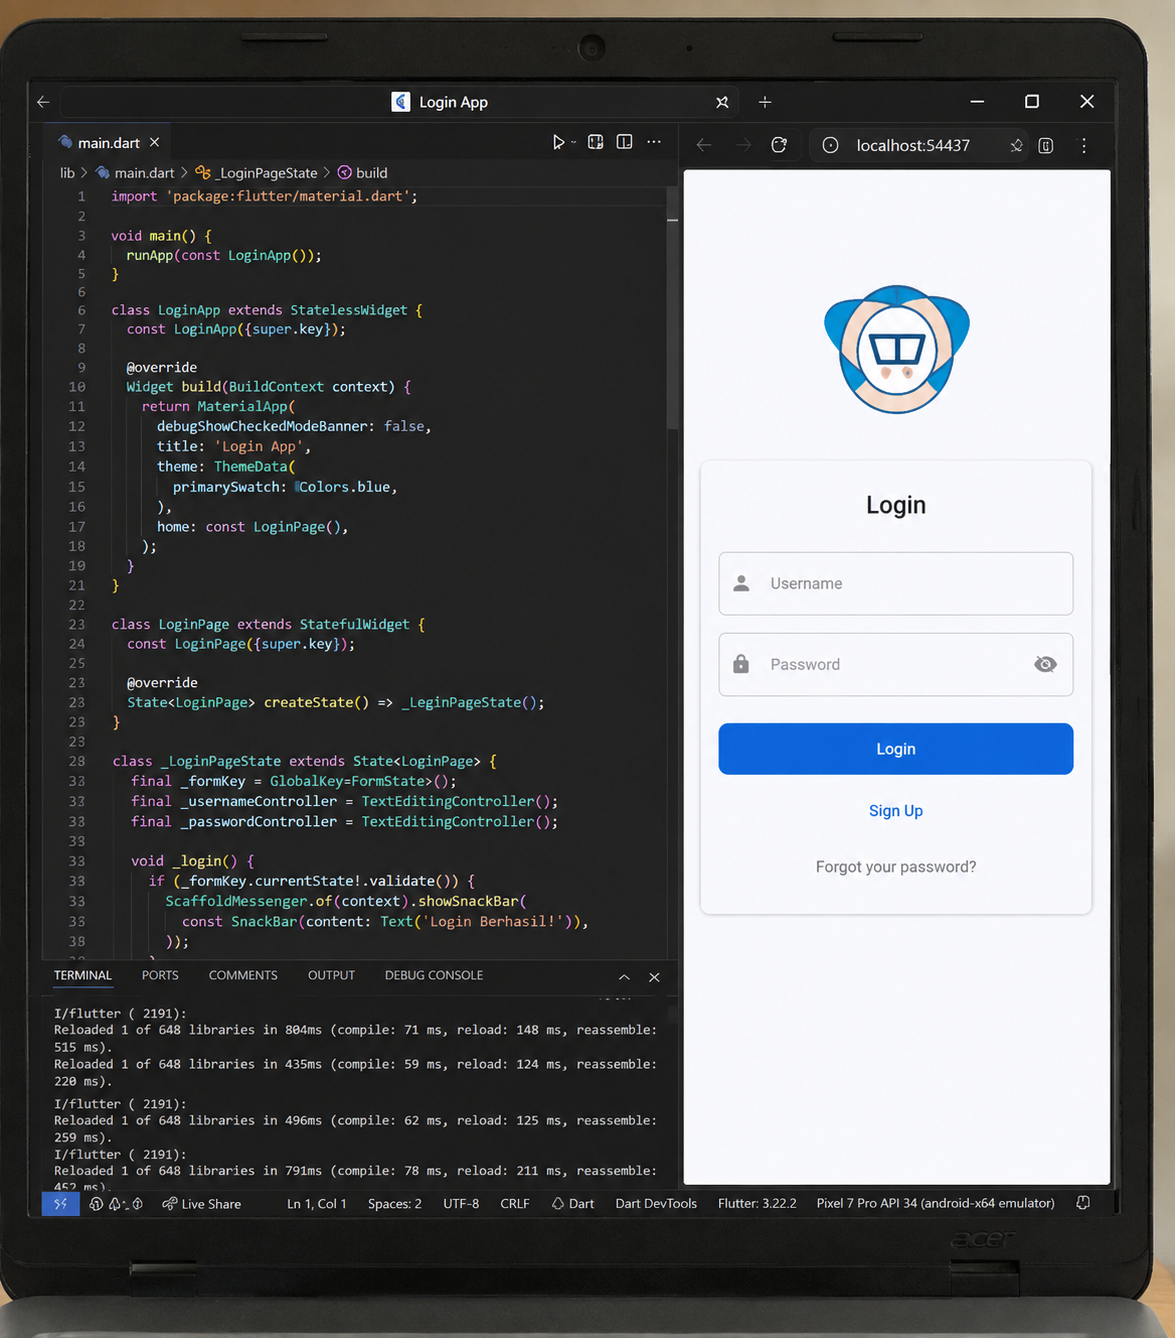 Login App
main.dart
lib > main.dart > _LoginPageState > build
1 import 'package:flutter/material.dart';
2
3 void main() {
4 runApp(const LoginApp());
5 }
6
6 class LoginApp extends StatelessWidget {
7 const LoginApp({super.key});
8
9 @override
10 Widget build(BuildContext context) {
11 return MaterialApp(
12 debugShowCheckedModeBanner: false,
13 title: 'Login App',
14 theme: ThemeData(
15 primarySwatch: Colors.blue,
16 ),
17 home: const LoginPage(),
18 );
19 }
21 }
22
23 class LoginPage extends StatefulWidget {
24 const LoginPage({super.key});
25
23 @override
23 State<LoginPage> createState() => _LeginPageState();
23 }
23
28 class _LoginPageState extends State<LoginPage> {
33 final _formKey = GlobalKey=FormState>();
33 final _usernameController = TextEditingController();
33 final _passwordController = TextEditingController();
33
33 void _login() {
33 if (_formKey.currentState!.validate()) {
33 ScaffoldMessenger.of(context).showSnackBar(
33 const SnackBar(content: Text('Login Berhasil!')),
38 ));
TERMINAL PORTS COMMENTS OUTPUT DEBUG CONSOLE
I/flutter ( 2191):
Reloaded 1 of 648 libraries in 804ms (compile: 71 ms, reload: 148 ms, reassemble:
515 ms).
Reloaded 1 of 648 libraries in 435ms (compile: 59 ms, reload: 124 ms, reassemble:
220 ms).
I/flutter ( 2191):
Reloaded 1 of 648 libraries in 496ms (compile: 62 ms, reload: 125 ms, reassemble:
259 ms).
I/flutter ( 2191):
Reloaded 1 of 648 libraries in 791ms (compile: 78 ms, reload: 211 ms, reassemble:
452 ms).
Live Share Ln 1, Col 1 Spaces: 2 UTF-8 CRLF Dart Dart DevTools Flutter: 3.22.2 Pixel 7 Pro API 34 (android-x64 emulator)
localhost:54437
Login
Username
Password
Login
Sign Up
Forgot your password?
acer